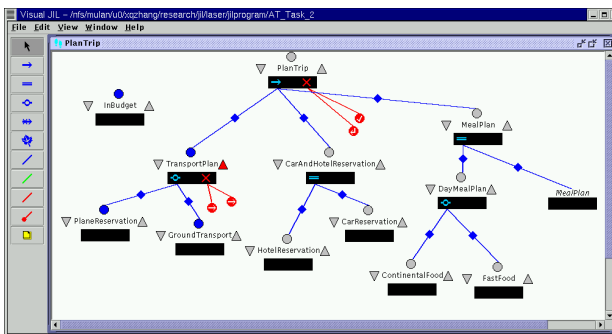 Visual JIL – /nfs/mulan/u0/xqzhang/research/jil/laser/jilprogram/AT_Task_2
File Edit View Window Help
PlanTrip
PlanTrip
InBudget
MealPlan
TransportPlan
CarAndHotelReservation
DayMealPlan
MealPlan
PlaneReservation
GroundTransport
HotelReservation
CarReservation
ContinentalFood
FastFood